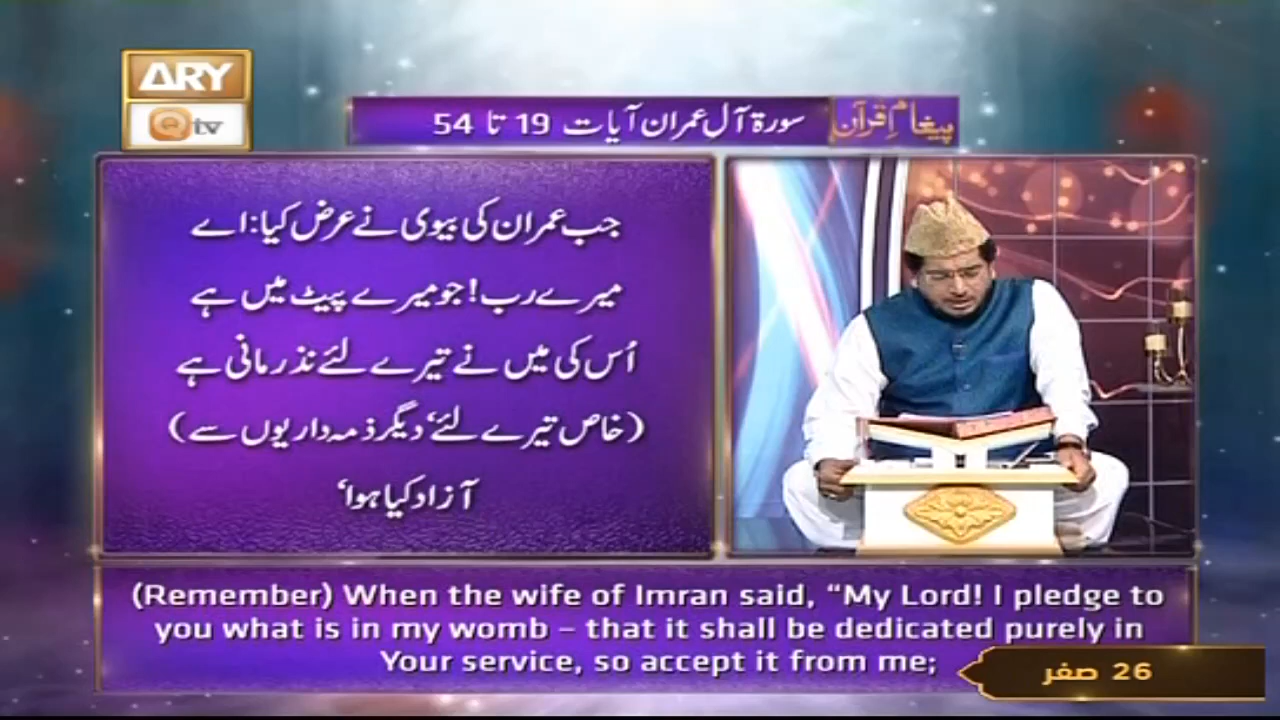 ARY
Qtv
پیغامِ قرآن
سورۃ آل عمران آیات 19 تا 54
جب عمران کی بیوی نے عرض کیا: اے
میرے رب! جو میرے پیٹ میں ہے
اُس کی میں نے تیرے لئے نذر مانی ہے
(خاص تیرے لئے‘ دیگر ذمہ داریوں سے)
آزاد کیا ہوا‘
(Remember) When the wife of Imran said, “My Lord! I pledge to
you what is in my womb – that it shall be dedicated purely in
Your service, so accept it from me;
26 صفر